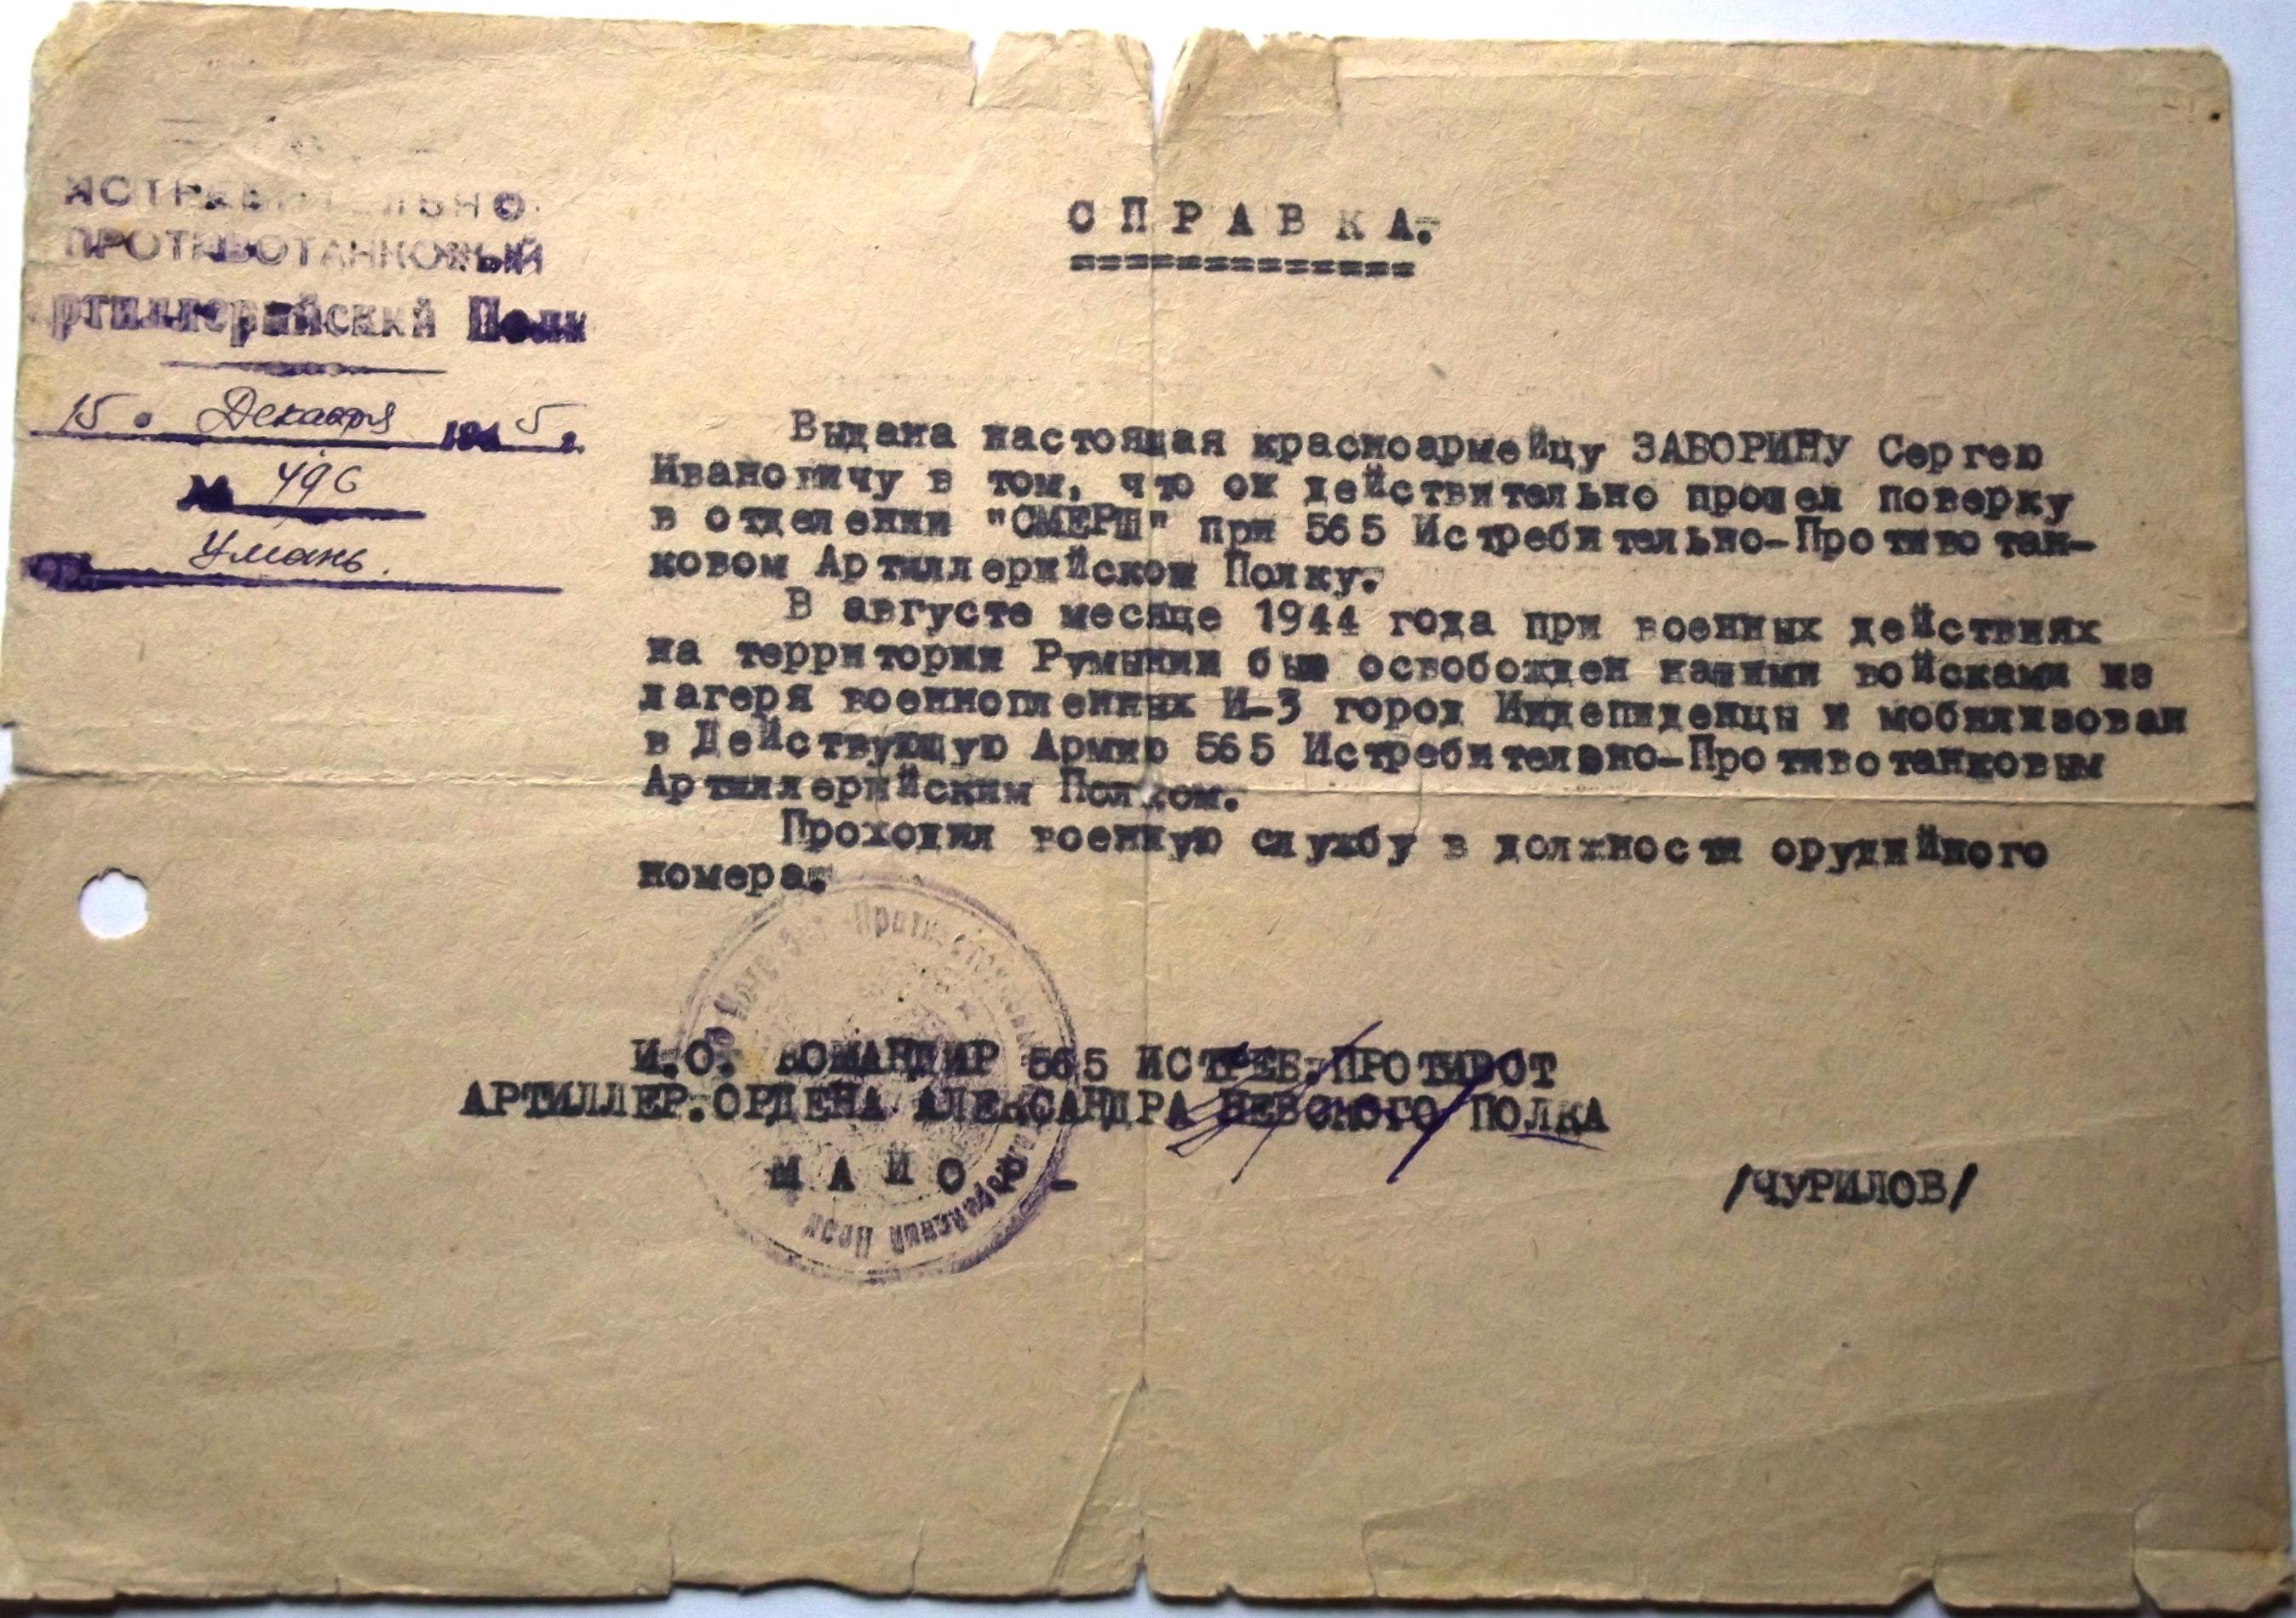 ИСТРЕБИТЕЛЬНО
ПРОТИВОТАНКОВЫЙ
ртиллерийский Полк
15 Декабря 1945 г.
№ 496
Умань.
СПРАВКА.
Выдана настоящая красноармейцу ЗАБОРИНУ Сергею
Ивановичу в том, что он действительно прошел поверку
в отделении "СМЕРШ" при 565 Истребительно-Противотан-
ковом Артиллерийском Полку.
В августе месяце 1944 года при военных действиях
на территории Румынии был освобожден нашими войсками из
лагеря военнопленных И-3 город Индепиденцы и мобилизован
в Действующую Армию 565 Истребительно-Противотанковым
Артиллерийским Полком.
Проходил военную службу в должности орудийного
номера.
И.О. КОМАНДИР 565 ИСТРЕБ.ПРОТИВОТ
АРТИЛЛЕР.ОРДЕНА АЛЕКСАНДРА НЕВСКОГО ПОЛКА
МАЙОР -
/ЧУРИЛОВ/